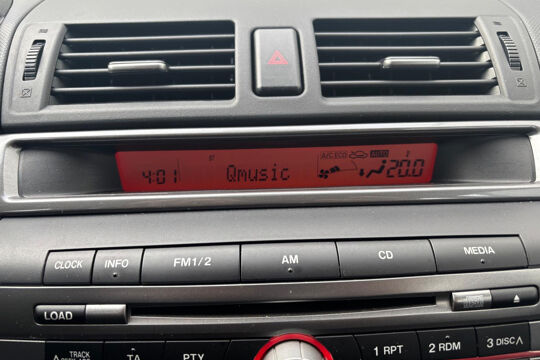 A/C ECO AUTO
4:01 Qmusic 20.0
CLOCK INFO FM1/2 AM CD MEDIA
LOAD
TRACK DISC
TA PTY 1 RPT 2 RDM 3 DISC∧